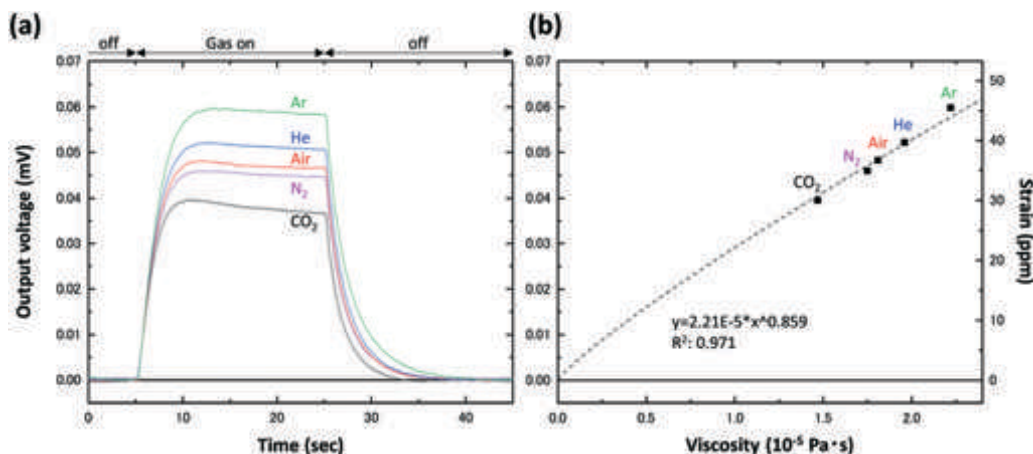 (a)
off
Gas on
off
0.07
0.06
0.05
0.04
0.03
0.02
0.01
0.00
Output voltage (mV)
Ar
He
Air
N₂
CO₂
0
10
20
30
40
Time (sec)
(b)
0.07
0.06
0.05
0.04
0.03
0.02
0.01
0.00
CO₂
N₂
Air
He
Ar
y=2.21E-5*x^0.859
R²: 0.971
50
40
30
20
10
0
Strain (ppm)
0.0
0.5
1.0
1.5
2.0
Viscosity (10⁻⁵ Pa・s)